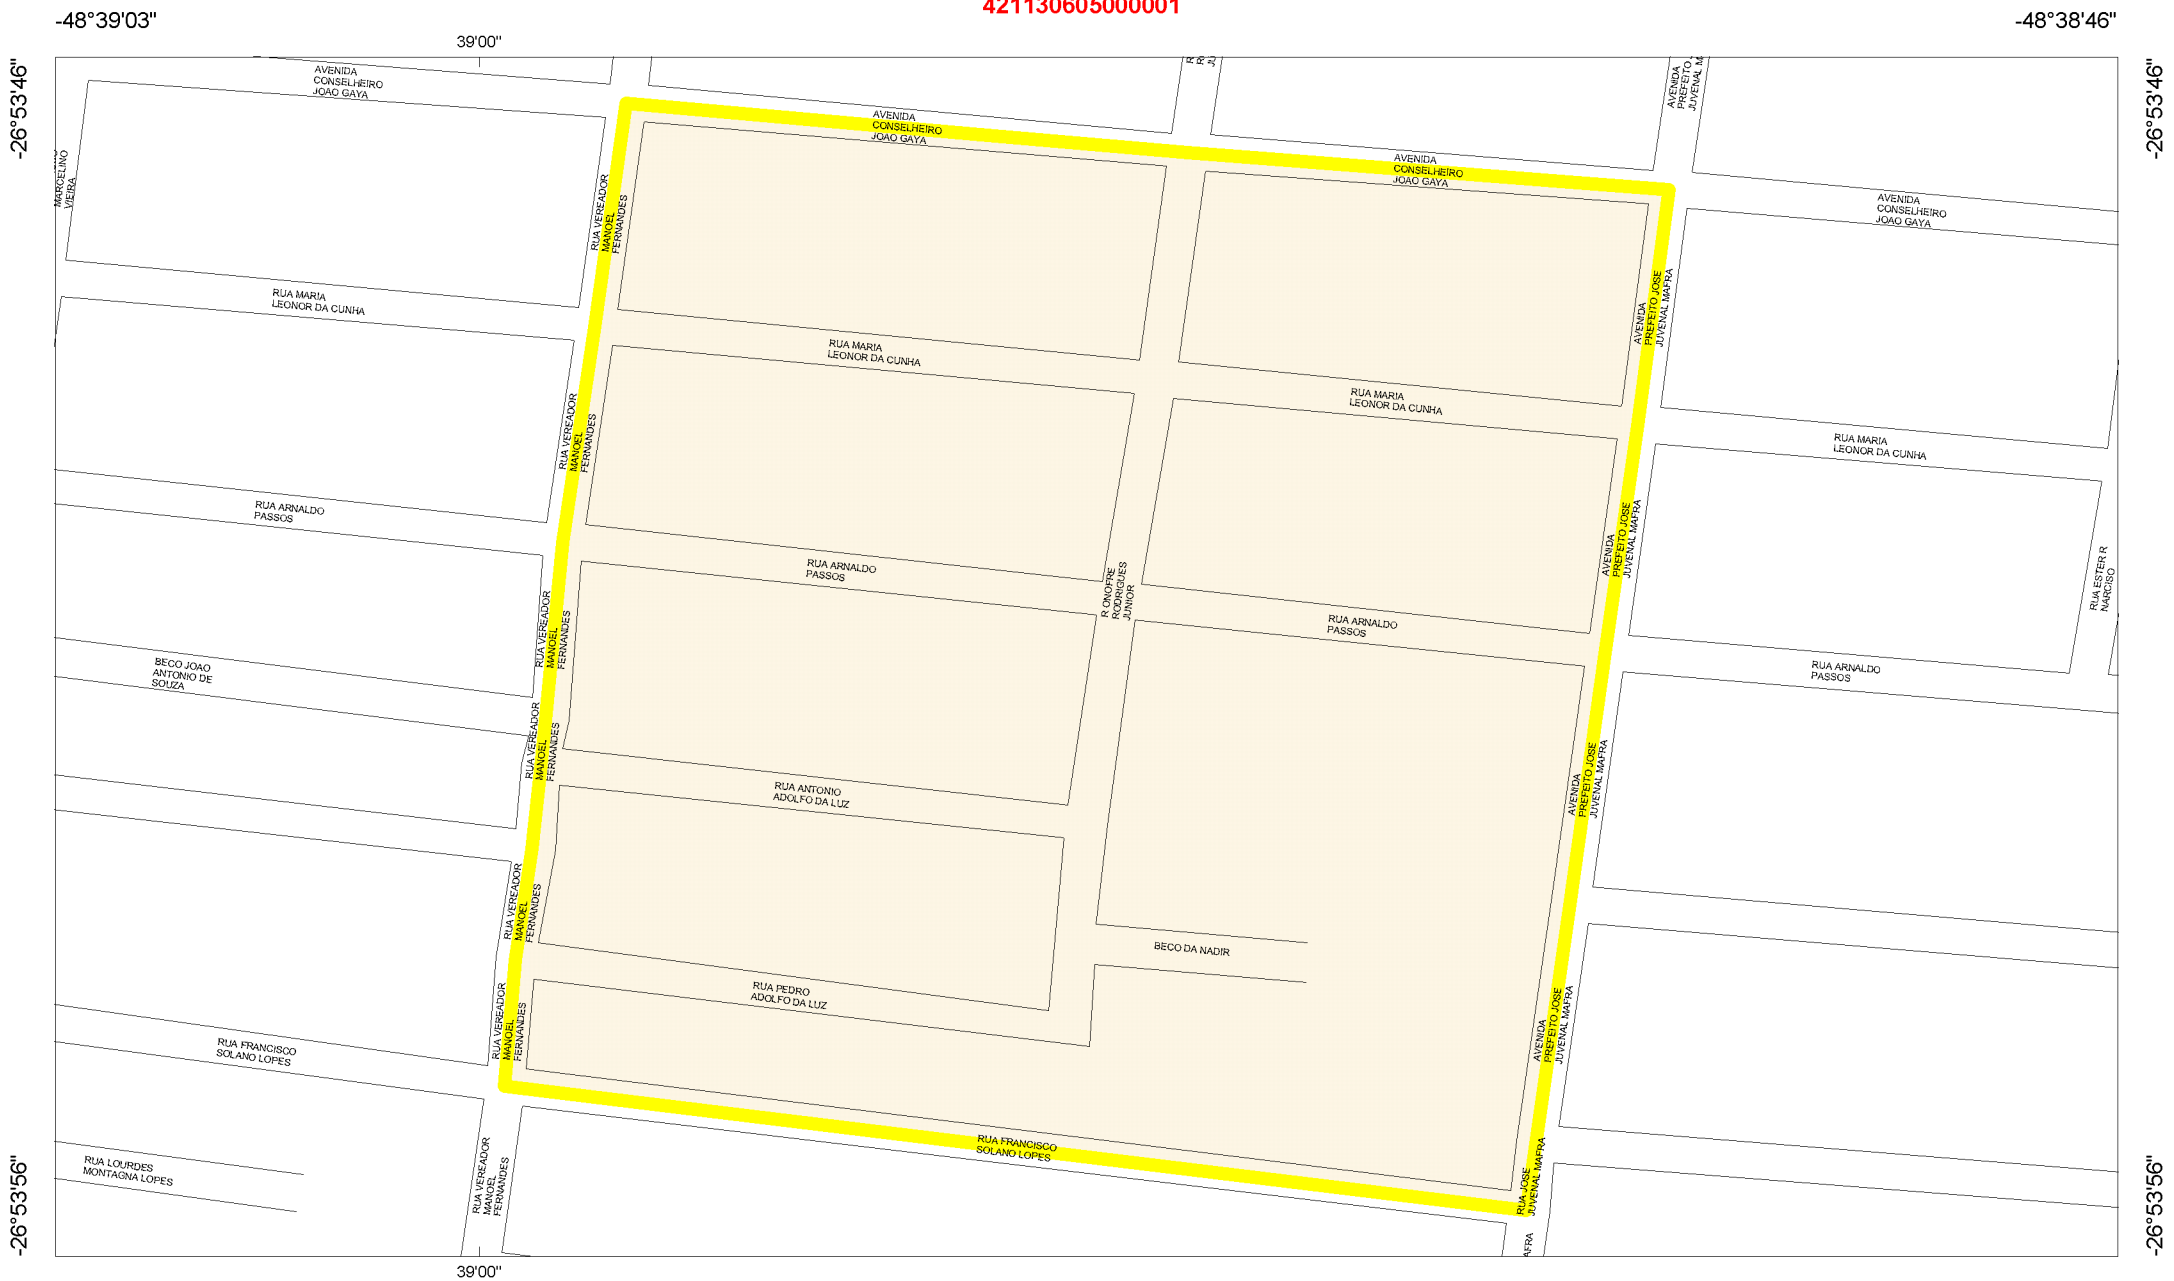 421130605000001
-48°39'03"
-48°38'46"
39'00"
-26°53'46"
-26°53'46"
AVENIDA
CONSELHEIRO
JOAO GAYA
AVENIDA
CONSELHEIRO
JOAO GAYA
AVENIDA
CONSELHEIRO
JOAO GAYA
AVENIDA
CONSELHEIRO
JOAO GAYA
AVENIDA
PREFEITO
MARCELINO
VIEIRA
RUA VEREADOR
MANOEL
FERNANDES
AVENIDA
PREFEITO JOSE
JUVENAL MAFRA
RUA MARIA
LEONOR DA CUNHA
RUA MARIA
LEONOR DA CUNHA
RUA MARIA
LEONOR DA CUNHA
RUA MARIA
LEONOR DA CUNHA
RUA VEREADOR
MANOEL
FERNANDES
AVENIDA
PREFEITO JOSE
JUVENAL MAFRA
RUA ARNALDO
PASSOS
RUA ARNALDO
PASSOS
R ONOFRE
RODRIGUES
JUNIOR
RUA ARNALDO
PASSOS
RUA ARNALDO
PASSOS
RUA ESTER R
NARCISO
RUA VEREADOR
MANOEL
FERNANDES
BECO JOAO
ANTONIO DE
SOUZA
RUA VEREADOR
MANOEL
FERNANDES
AVENIDA
PREFEITO JOSE
JUVENAL MAFRA
RUA ANTONIO
ADOLFO DA LUZ
RUA VEREADOR
MANOEL
FERNANDES
BECO DA NADIR
RUA PEDRO
ADOLFO DA LUZ
RUA VEREADOR
MANOEL
FERNANDES
AVENIDA
PREFEITO JOSE
JUVENAL MAFRA
RUA FRANCISCO
SOLANO LOPES
RUA FRANCISCO
SOLANO LOPES
RUA LOURDES
MONTAGNA LOPES
RUA VEREADOR
MANOEL
FERNANDES
RUA JOSE
JUVENAL MAFRA
-26°53'56"
-26°53'56"
39'00"